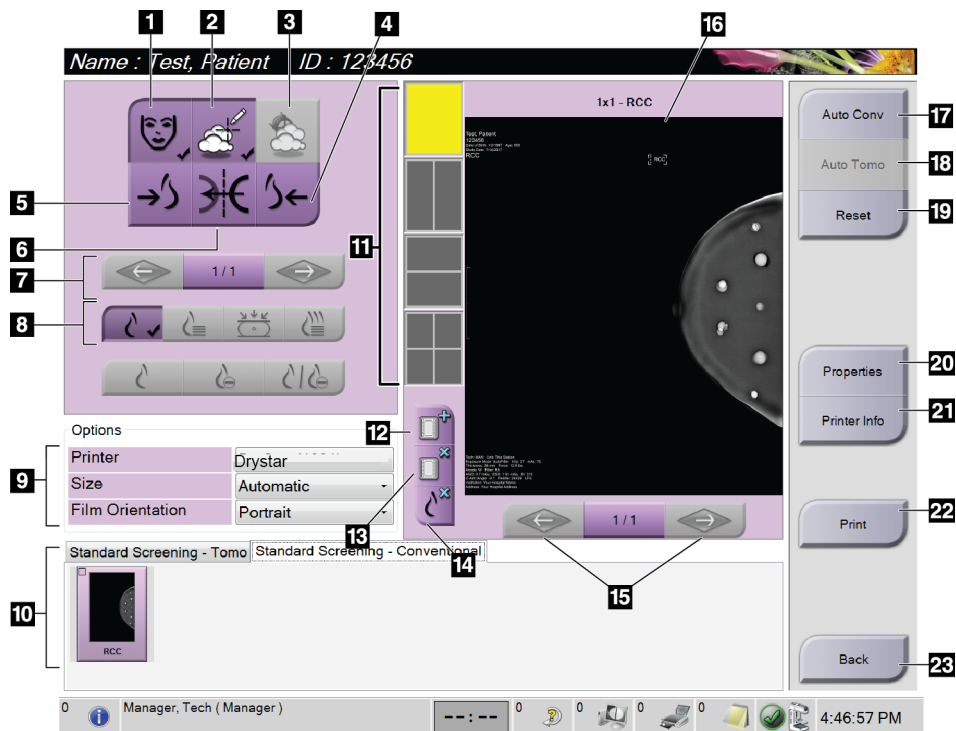 1 2 3 4 16
Name : Test, Patient ID : 123456
1x1 - RCC
Auto Conv 17
Auto Tomo 18
Reset 19
Test, Patient
123456
RCC
[ RCC ]
5
6
11
7 1 / 1
8
Properties 20
Printer Info 21
Options
9 Printer Drystar
Size Automatic
Film Orientation Portrait
12
13
14
1 / 1
15
Print 22
10 Standard Screening - Tomo Standard Screening - Conventional
RCC
Back 23
0 Manager, Tech ( Manager ) --:-- 0 0 0 0 4:46:57 PM